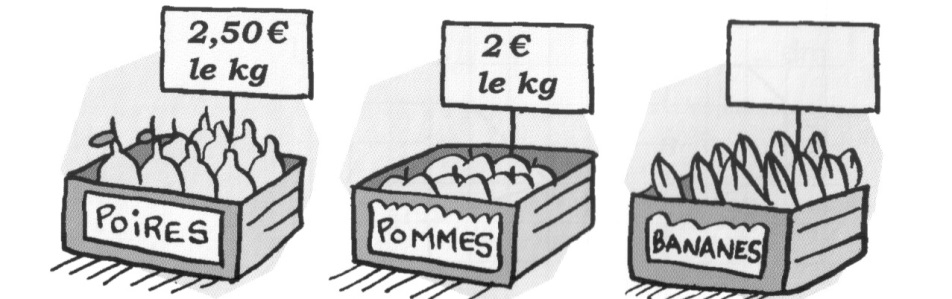 2,50 €
le kg
2 €
le kg
POIRES
POMMES
BANANES